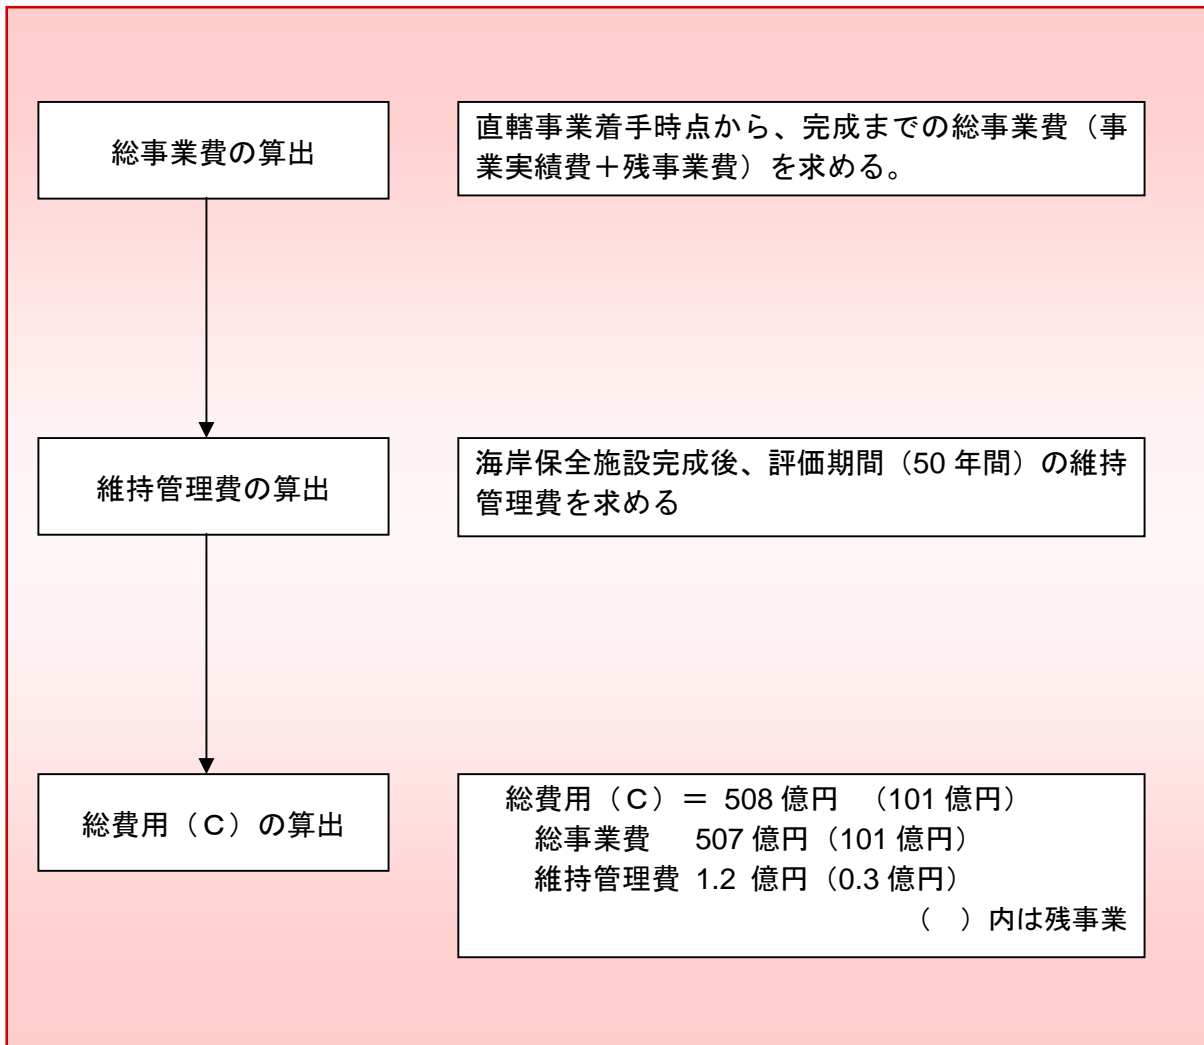 総事業費の算出
直轄事業着手時点から、完成までの総事業費（事
業実績費＋残事業費）を求める。
維持管理費の算出
海岸保全施設完成後、評価期間（50 年間）の維持
管理費を求める
総費用（Ｃ）の算出
総費用（Ｃ）＝ 508 億円 （101 億円）
総事業費 507 億円（101 億円）
維持管理費 1.2 億円（0.3 億円）
（ ）内は残事業